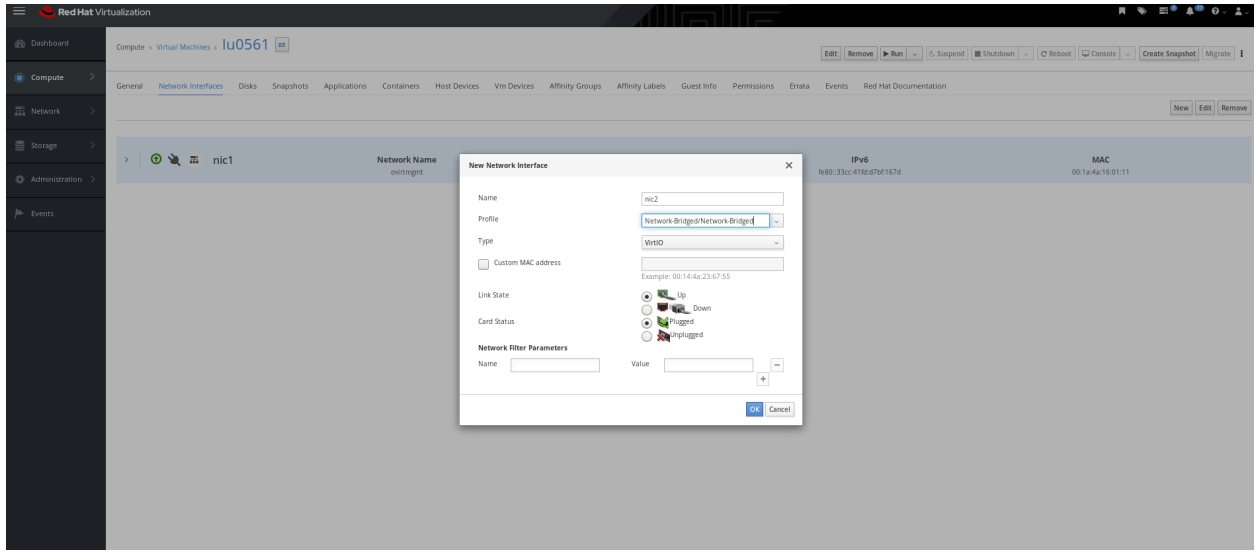 Red Hat Virtualization
Dashboard
Compute
Network
Storage
Administration
Events
Compute » Virtual Machines » lu0561
Edit Remove Run Suspend Shutdown Reboot Console Create Snapshot Migrate
General Network Interfaces Disks Snapshots Applications Containers Host Devices Vm Devices Affinity Groups Affinity Labels Guest Info Permissions Errata Events Red Hat Documentation
New Edit Remove
nic1
Network Name
ovirtmgmt
IPv6
fe80::33cc:41fd:d7bf:167d
MAC
00:1a:4a:16:01:11
New Network Interface
Name nic2
Profile Network-Bridged/Network-Bridged
Type VirtIO
Custom MAC address
Example: 00:14:4a:23:67:55
Link State Up
Down
Card Status Plugged
Unplugged
Network Filter Parameters
Name Value
OK Cancel